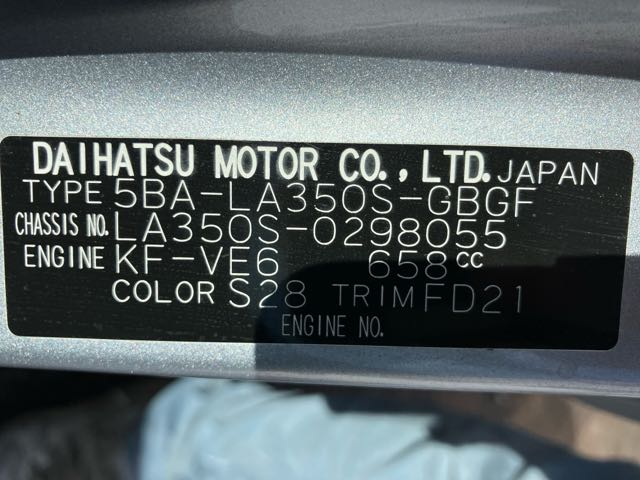 DAIHATSU MOTOR CO., LTD. JAPAN
TYPE 5BA-LA350S-GBGF
CHASSIS NO. LA350S-0298055
ENGINE KF-VE6 658CC
COLOR S28 TRIM FD21
ENGINE NO.